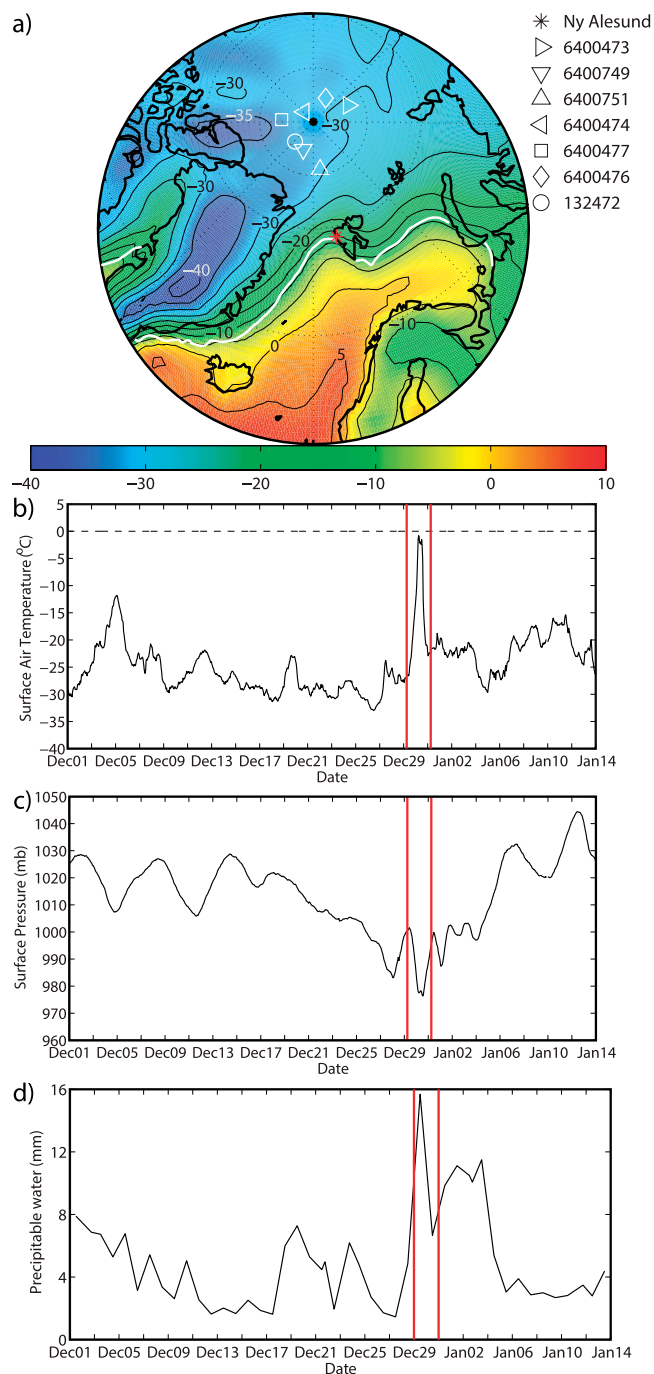 a)
Ny Alesund
6400473
6400749
6400751
6400474
6400477
6400476
132472
−30
−35
−30
−30
−30
−20
−40
−10
−10
0
5
−40 −30 −20 −10 0 10
b)
Surface Air Temperature (⁰C)
5
0
−5
−10
−15
−20
−25
−30
−35
−40
Dec01 Dec05 Dec09 Dec13 Dec17 Dec21 Dec25 Dec29 Jan02 Jan06 Jan10 Jan14
Date
c)
Surface Pressure (mb)
1050
1040
1030
1020
1010
1000
990
980
970
960
Dec01 Dec05 Dec09 Dec13 Dec17 Dec21 Dec25 Dec29 Jan02 Jan06 Jan10 Jan14
Date
d)
Precipitable water (mm)
16
12
8
4
0
Dec01 Dec05 Dec09 Dec13 Dec17 Dec21 Dec25 Dec29 Jan02 Jan06 Jan10 Jan14
Date